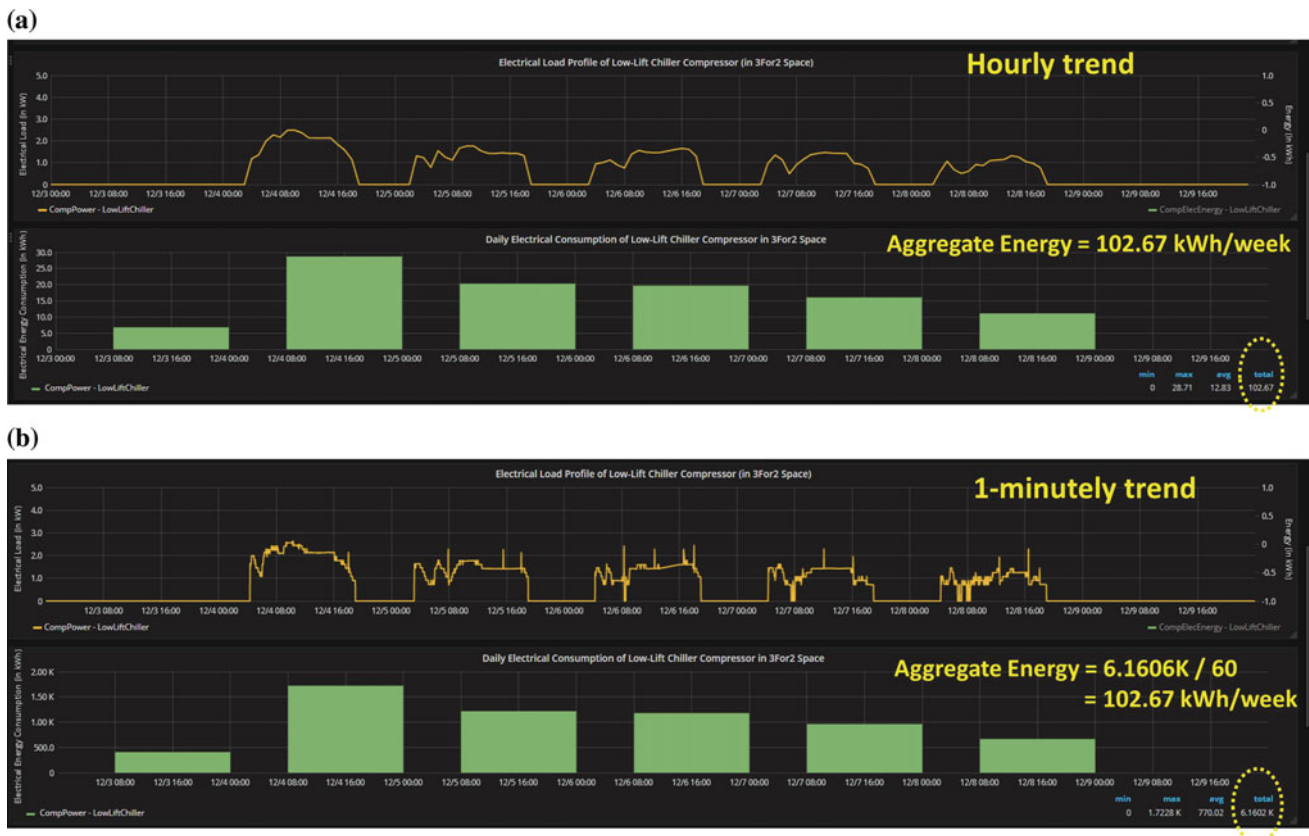 (a)
Electrical Load Profile of Low-Lift Chiller Compressor (in 3For2 Space)
Hourly trend
Electrical Load (in kW)
5.0
4.0
3.0
2.0
1.0
0
1.0
0.5
0
-0.5
-1.0
Energy (in kWh)
12/3 00:00 12/3 08:00 12/3 16:00 12/4 00:00 12/4 08:00 12/4 16:00 12/5 00:00 12/5 08:00 12/5 16:00 12/6 00:00 12/6 08:00 12/6 16:00 12/7 00:00 12/7 08:00 12/7 16:00 12/8 00:00 12/8 08:00 12/8 16:00 12/9 00:00 12/9 08:00 12/9 16:00
CompPower - LowLiftChiller
CompElecEnergy - LowLiftChiller
Daily Electrical Consumption of Low-Lift Chiller Compressor in 3For2 Space
Aggregate Energy = 102.67 kWh/week
Electrical Energy Consumption (in kWh)
30.0
25.0
20.0
15.0
10.0
5.0
0
12/3 00:00 12/3 08:00 12/3 16:00 12/4 00:00 12/4 08:00 12/4 16:00 12/5 00:00 12/5 08:00 12/5 16:00 12/6 00:00 12/6 08:00 12/6 16:00 12/7 00:00 12/7 08:00 12/7 16:00 12/8 00:00 12/8 08:00 12/8 16:00 12/9 00:00 12/9 08:00 12/9 16:00
min max avg total
CompPower - LowLiftChiller
0 28.71 12.83 102.67
(b)
Electrical Load Profile of Low-Lift Chiller Compressor (in 3For2 Space)
1-minutely trend
Electrical Load (in kW)
5.0
4.0
3.0
2.0
1.0
0
1.0
0.5
0
-0.5
-1.0
Energy (in kWh)
12/3 08:00 12/3 16:00 12/4 00:00 12/4 08:00 12/4 16:00 12/5 00:00 12/5 08:00 12/5 16:00 12/6 00:00 12/6 08:00 12/6 16:00 12/7 00:00 12/7 08:00 12/7 16:00 12/8 00:00 12/8 08:00 12/8 16:00 12/9 00:00 12/9 08:00 12/9 16:00
CompPower - LowLiftChiller
CompElecEnergy - LowLiftChiller
Daily Electrical Consumption of Low-Lift Chiller Compressor in 3For2 Space
Aggregate Energy = 6.1606K / 60
= 102.67 kWh/week
Electrical Energy Consumption (in kWh)
2.00 K
1.50 K
1.00 K
500.0
0
12/3 08:00 12/3 16:00 12/4 00:00 12/4 08:00 12/4 16:00 12/5 00:00 12/5 08:00 12/5 16:00 12/6 00:00 12/6 08:00 12/6 16:00 12/7 00:00 12/7 08:00 12/7 16:00 12/8 00:00 12/8 08:00 12/8 16:00 12/9 00:00 12/9 08:00 12/9 16:00
min max avg total
CompPower - LowLiftChiller
0 1.7228 K 770.02 6.1602 K